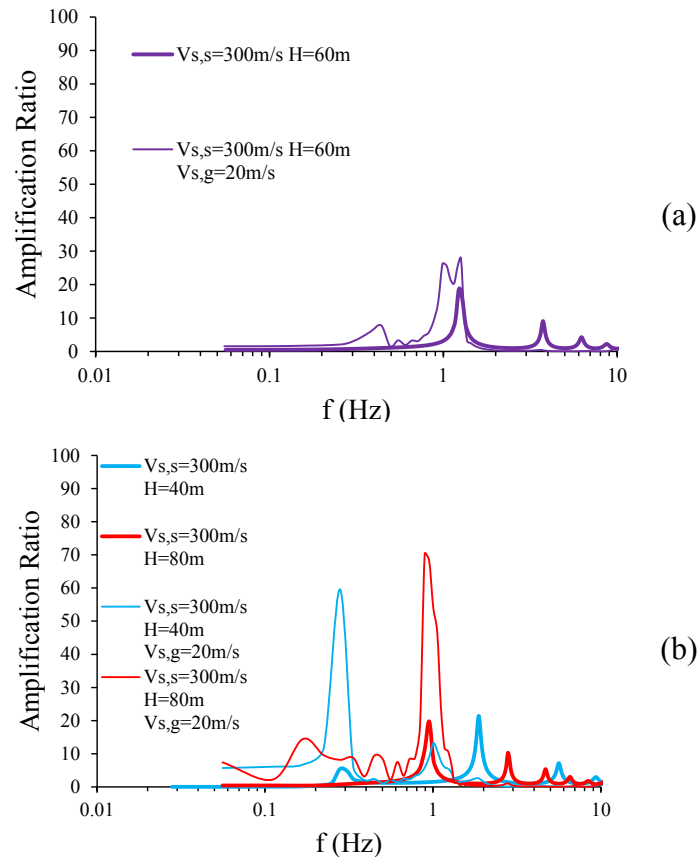 100
90
80
70
60
50
40
30
20
10
0
Amplification Ratio
Vs,s=300m/s H=60m
Vs,s=300m/s H=60m
Vs,g=20m/s
(a)
0.01
0.1
1
10
f (Hz)
100
90
80
70
60
50
40
30
20
10
0
Amplification Ratio
Vs,s=300m/s
H=40m
Vs,s=300m/s
H=80m
Vs,s=300m/s
H=40m
Vs,g=20m/s
Vs,s=300m/s
H=80m
Vs,g=20m/s
(b)
0.01
0.1
1
10
f (Hz)